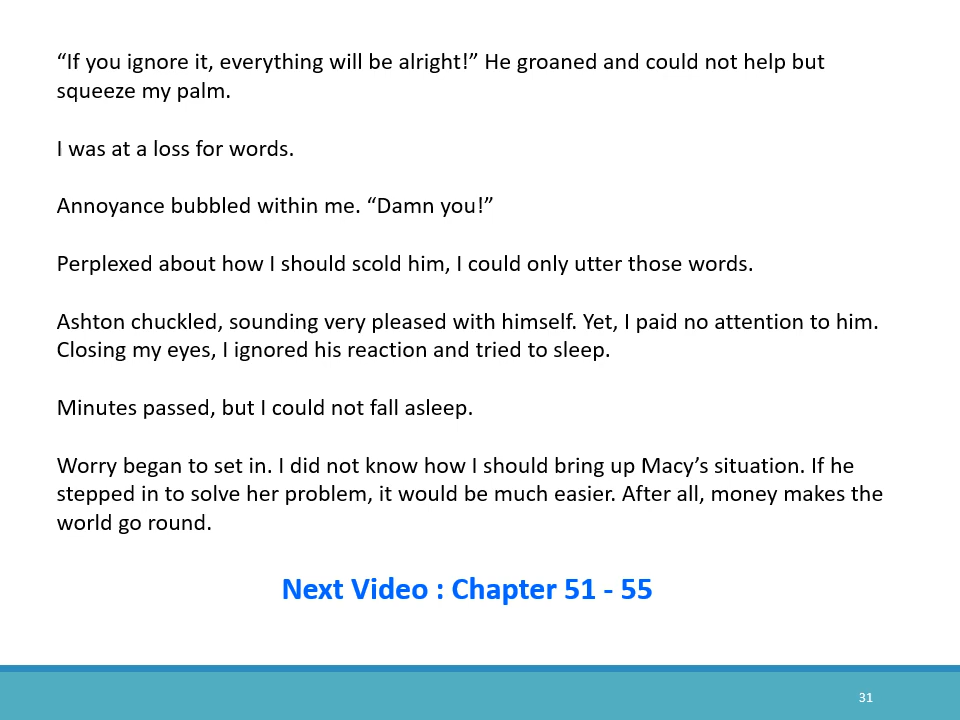 “If you ignore it, everything will be alright!” He groaned and could not help but
squeeze my palm.
I was at a loss for words.
Annoyance bubbled within me. “Damn you!”
Perplexed about how I should scold him, I could only utter those words.
Ashton chuckled, sounding very pleased with himself. Yet, I paid no attention to him.
Closing my eyes, I ignored his reaction and tried to sleep.
Minutes passed, but I could not fall asleep.
Worry began to set in. I did not know how I should bring up Macy’s situation. If he
stepped in to solve her problem, it would be much easier. After all, money makes the
world go round.
Next Video : Chapter 51 - 55
31